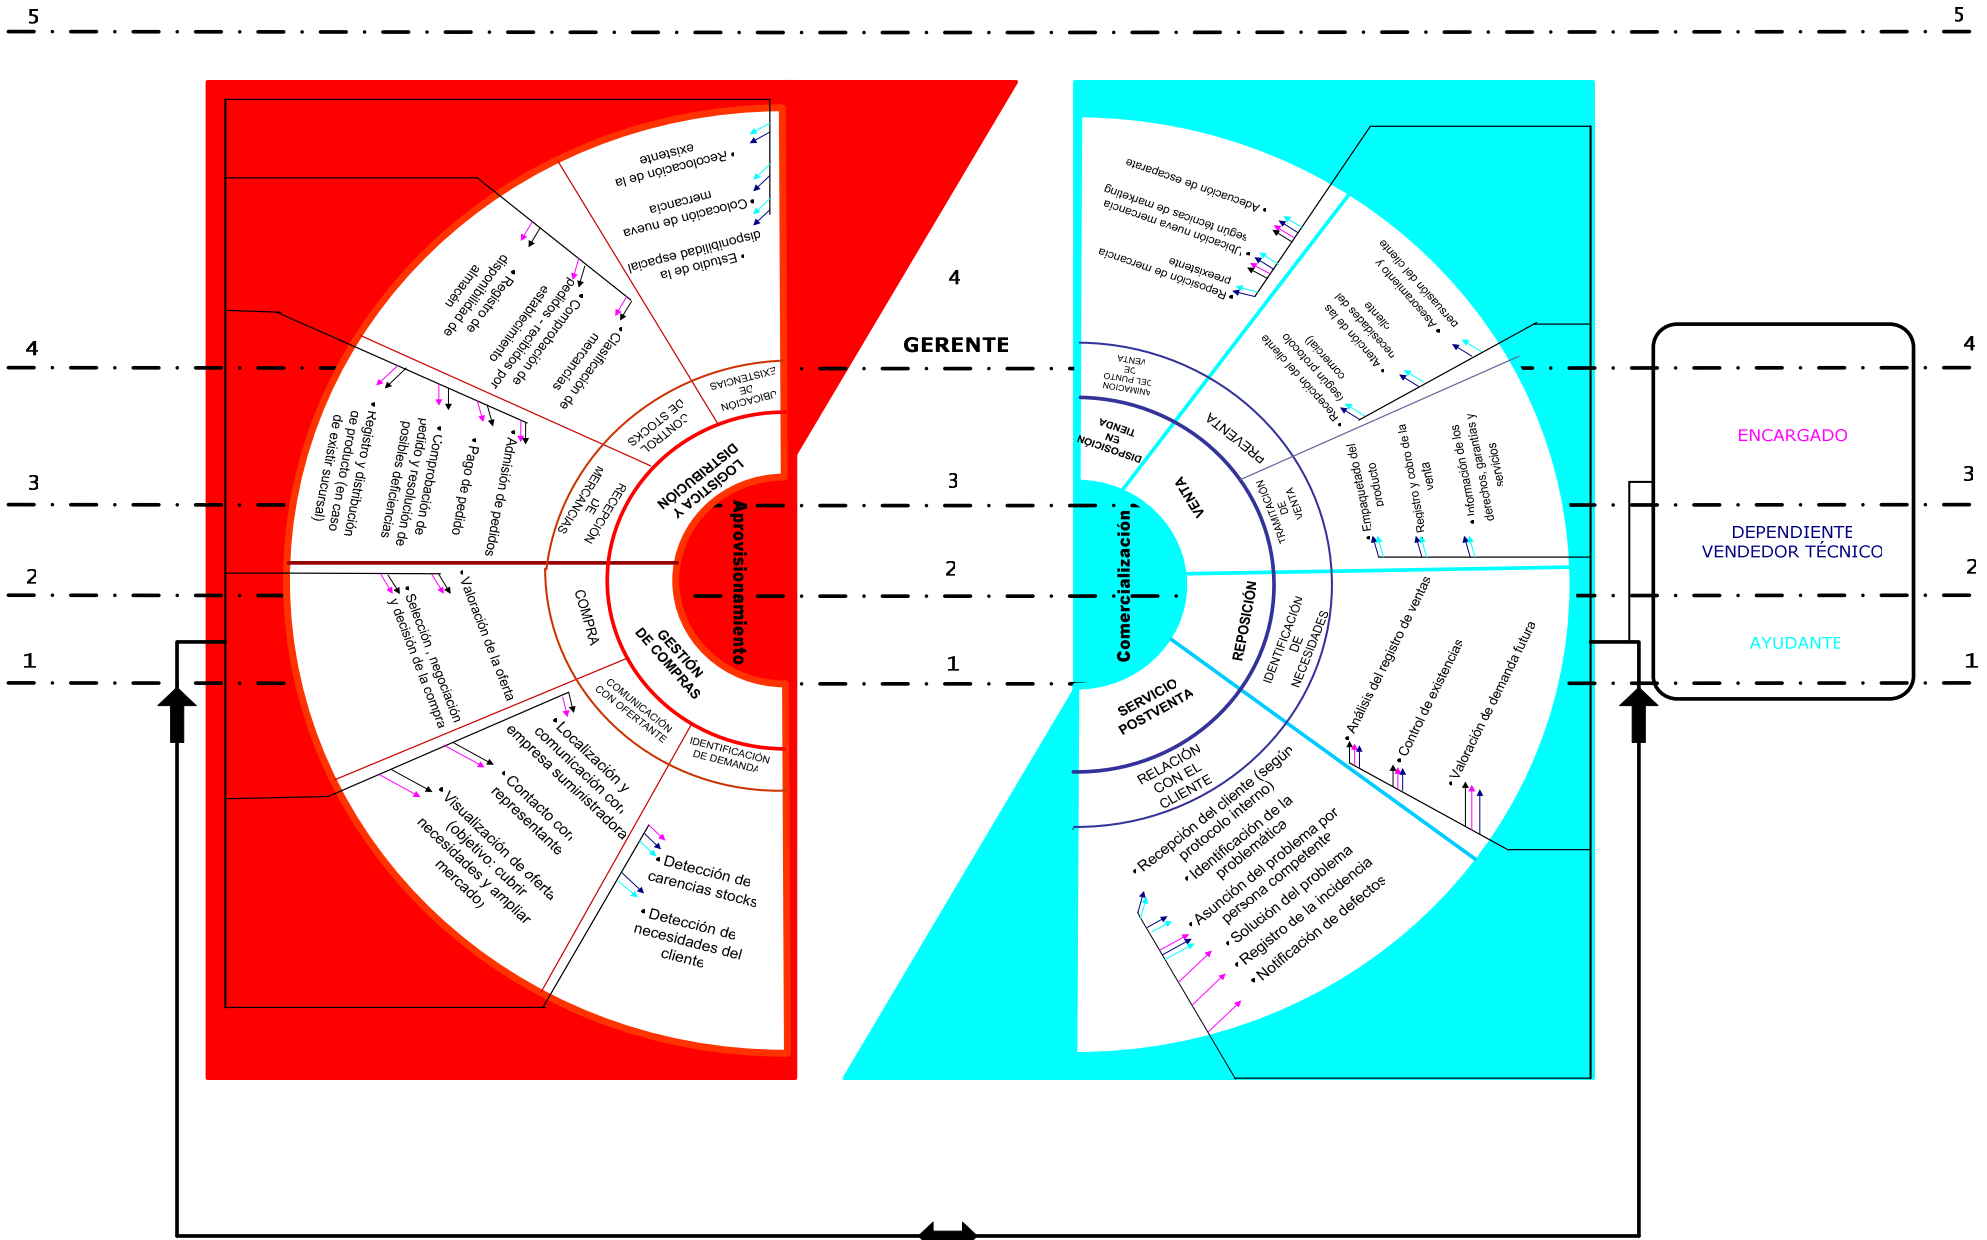 5
5
• Recolocación de la
existente
• Colocación de nueva
mercancía
• Estudio de la
disponibilidad espacial
• Registro de
disponibilidad de
almacén
• Comprobación de
pedidos - recibidos por
establecimiento
• Clasificación de
mercancías
UBICACIÓN
DE
EXISTENCIAS
CONTROL
DE STOCKS
LOGÍSTICA Y
DISTRIBUCIÓN
RECEPCIÓN
DE
MERCANCÍAS
• Admisión de pedidos
• Pago de pedido
• Comprobación de
pedido y resolución de
posibles deficiencias
• Registro y distribución
de producto (en caso
de existir sucursal)
Aprovisionamiento
COMPRA
GESTIÓN
DE COMPRAS
• Valoración de la oferta
• Selección , negociación
y decisión de la compra
COMUNICACIÓN
CON OFERTANTE
IDENTIFICACIÓN
DE DEMANDA
• Localización y
comunicación con
empresa suministradora
• Contacto con
representante
• Visualización de oferta
(objetivo: cubrir
necesidades y ampliar
mercado)
• Detección de
carencias stocks
• Detección de
necesidades del
cliente
4
3
2
1
4
GERENTE
3
2
1
• Adecuación de escaparate
• Ubicación nueva mercancía
según técnicas de marketing
• Reposición de mercancía
preexistente
ANIMACIÓN
DEL PUNTO
DE
VENTA
DISPOSICIÓN
EN
TIENDA
• Asesoramiento y
persuasión del cliente
• Atención de las
necesidades del
cliente
• Recepción del cliente
(según protocolo
comercial)
PREVENTA
VENTA
TRAMITACIÓN
DE
VENTA
• Empaquetado del
producto
• Registro y cobro de la
venta
• Información de los
derechos, garantías y
servicios
Comercialización
REPOSICIÓN
IDENTIFICACIÓN
DE
NECESIDADES
• Análisis del registro de ventas
• Control de existencias
• Valoración de demanda futura
SERVICIO
POSTVENTA
RELACIÓN
CON EL
CLIENTE
• Recepción del cliente (según
protocolo interno)
• Identificación de la
problemática
• Asunción del problema por
persona competente
• Solución del problema
• Registro de la incidencia
• Notificación de defectos
4
3
2
1
ENCARGADO
DEPENDIENTE
VENDEDOR TÉCNICO
AYUDANTE